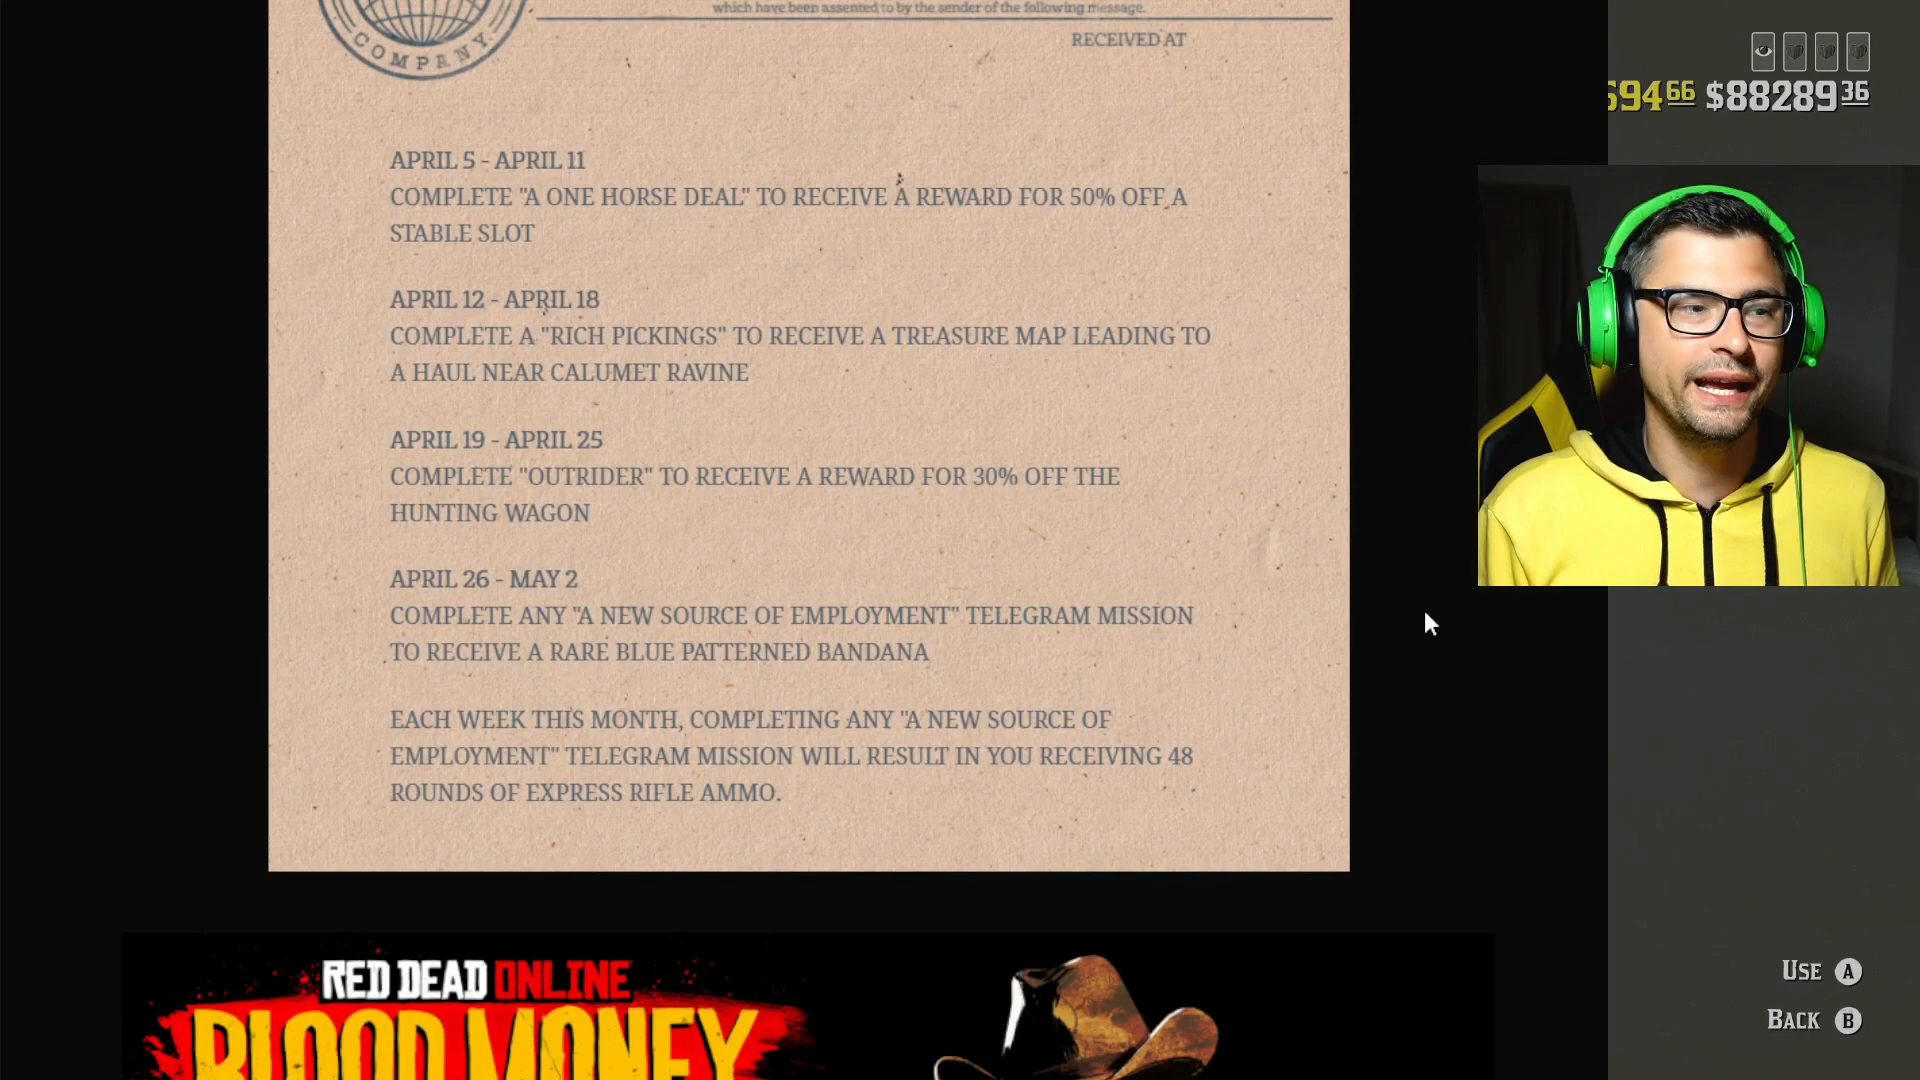 which have been assented to by the sender of the following message.
COMPANY
RECEIVED AT
694 66 $88289 36
APRIL 5 - APRIL 11
COMPLETE "A ONE HORSE DEAL" TO RECEIVE A REWARD FOR 50% OFF A
STABLE SLOT
APRIL 12 - APRIL 18
COMPLETE A "RICH PICKINGS" TO RECEIVE A TREASURE MAP LEADING TO
A HAUL NEAR CALUMET RAVINE
APRIL 19 - APRIL 25
COMPLETE "OUTRIDER" TO RECEIVE A REWARD FOR 30% OFF THE
HUNTING WAGON
APRIL 26 - MAY 2
COMPLETE ANY "A NEW SOURCE OF EMPLOYMENT" TELEGRAM MISSION
TO RECEIVE A RARE BLUE PATTERNED BANDANA
EACH WEEK THIS MONTH, COMPLETING ANY "A NEW SOURCE OF
EMPLOYMENT" TELEGRAM MISSION WILL RESULT IN YOU RECEIVING 48
ROUNDS OF EXPRESS RIFLE AMMO.
RED DEAD ONLINE
BLOOD MONEY
USE A
BACK B